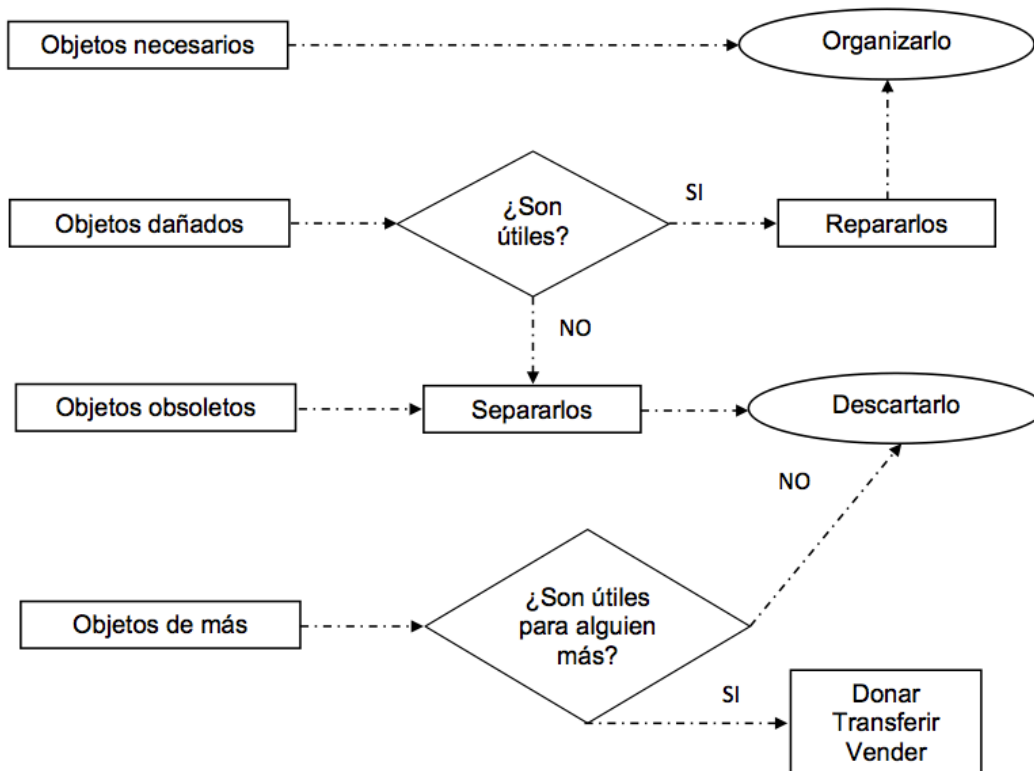 Objetos necesarios
Organizarlo
Objetos dañados
¿Son
útiles?
SI
Repararlos
NO
Objetos obsoletos
Separarlos
Descartarlo
NO
Objetos de más
¿Son útiles
para alguien
más?
SI
Donar
Transferir
Vender